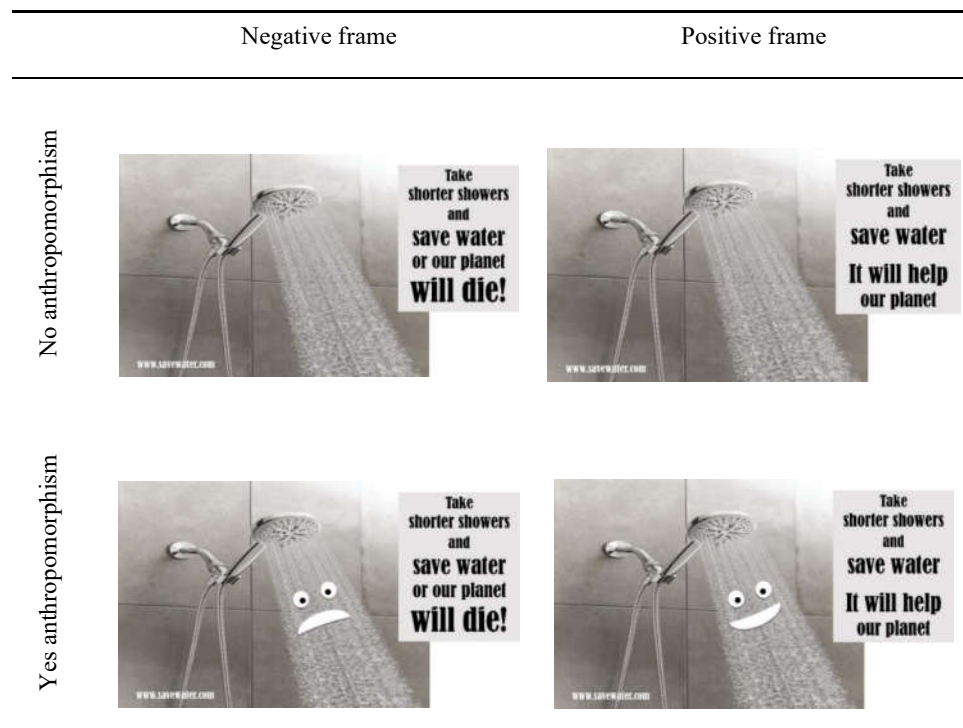 Negative frame
Positive frame
No anthropomorphism
Take
shorter showers
and
save water
or our planet
will die!
www.savewater.com
Take
shorter showers
and
save water
It will help
our planet
www.savewater.com
Yes anthropomorphism
Take
shorter showers
and
save water
or our planet
will die!
www.savewater.com
Take
shorter showers
and
save water
It will help
our planet
www.savewater.com